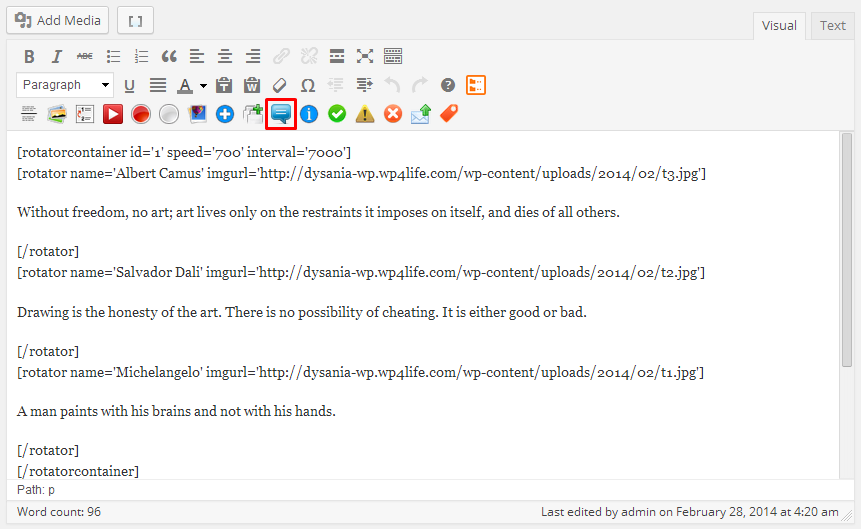 Add Media
[ ]
Visual
Text
B I ABC
Paragraph U A T W Ω ?
[rotatorcontainer id='1' speed='700' interval='7000']
[rotator name='Albert Camus' imgurl='http://dysania-wp.wp4life.com/wp-content/uploads/2014/02/t3.jpg']
Without freedom, no art; art lives only on the restraints it imposes on itself, and dies of all others.
[/rotator]
[rotator name='Salvador Dali' imgurl='http://dysania-wp.wp4life.com/wp-content/uploads/2014/02/t2.jpg']
Drawing is the honesty of the art. There is no possibility of cheating. It is either good or bad.
[/rotator]
[rotator name='Michelangelo' imgurl='http://dysania-wp.wp4life.com/wp-content/uploads/2014/02/t1.jpg']
A man paints with his brains and not with his hands.
[/rotator]
[/rotatorcontainer]
Path: p
Word count: 96
Last edited by admin on February 28, 2014 at 4:20 am